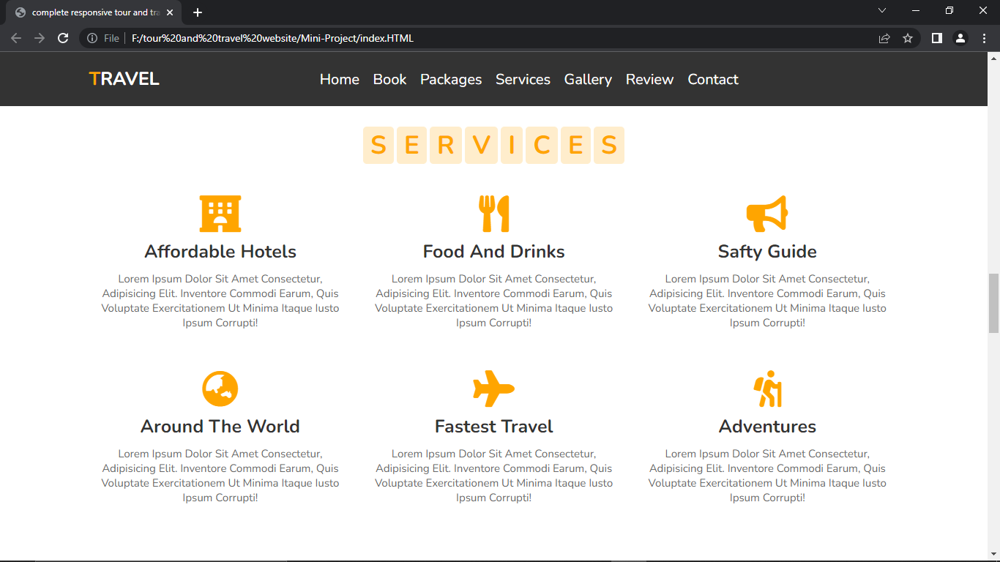 complete responsive tour and tra
File F:/tour%20and%20travel%20website/Mini-Project/index.HTML
TRAVEL Home Book Packages Services Gallery Review Contact
SERVICES
Affordable Hotels
Lorem Ipsum Dolor Sit Amet Consectetur,
Adipisicing Elit. Inventore Commodi Earum, Quis
Voluptate Exercitationem Ut Minima Itaque Iusto
Ipsum Corrupti!
Food And Drinks
Lorem Ipsum Dolor Sit Amet Consectetur,
Adipisicing Elit. Inventore Commodi Earum, Quis
Voluptate Exercitationem Ut Minima Itaque Iusto
Ipsum Corrupti!
Safty Guide
Lorem Ipsum Dolor Sit Amet Consectetur,
Adipisicing Elit. Inventore Commodi Earum, Quis
Voluptate Exercitationem Ut Minima Itaque Iusto
Ipsum Corrupti!
Around The World
Lorem Ipsum Dolor Sit Amet Consectetur,
Adipisicing Elit. Inventore Commodi Earum, Quis
Voluptate Exercitationem Ut Minima Itaque Iusto
Ipsum Corrupti!
Fastest Travel
Lorem Ipsum Dolor Sit Amet Consectetur,
Adipisicing Elit. Inventore Commodi Earum, Quis
Voluptate Exercitationem Ut Minima Itaque Iusto
Ipsum Corrupti!
Adventures
Lorem Ipsum Dolor Sit Amet Consectetur,
Adipisicing Elit. Inventore Commodi Earum, Quis
Voluptate Exercitationem Ut Minima Itaque Iusto
Ipsum Corrupti!